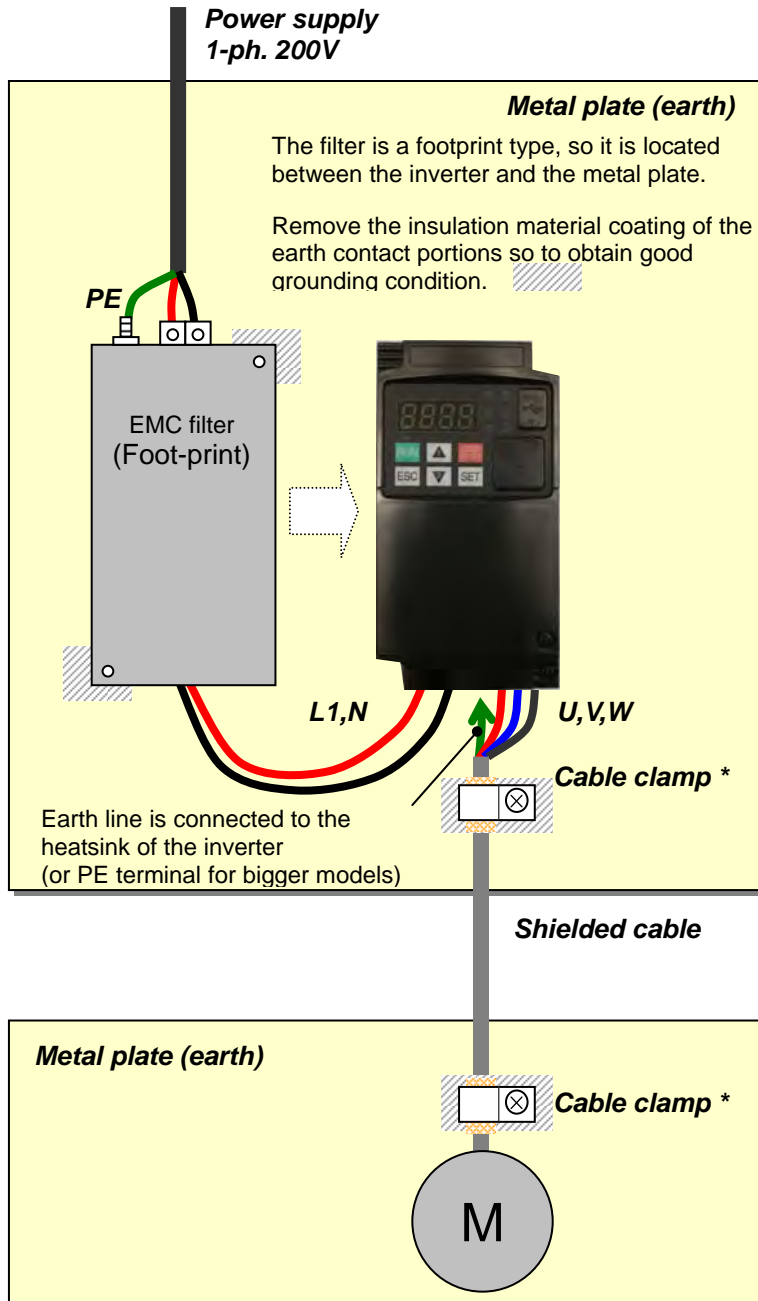 Power supply
1-ph. 200V
Metal plate (earth)
The filter is a footprint type, so it is located
between the inverter and the metal plate.
Remove the insulation material coating of the
earth contact portions so to obtain good
grounding condition.
PE
EMC filter
(Foot-print)
8888
RUN
ESC
SET
L1,N
U,V,W
Cable clamp *
Earth line is connected to the
heatsink of the inverter
(or PE terminal for bigger models)
Shielded cable
Metal plate (earth)
Cable clamp *
M